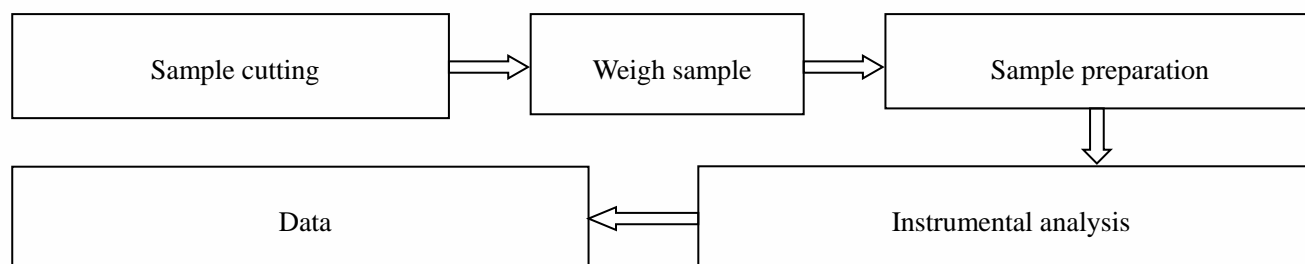 Sample cutting
Weigh sample
Sample preparation
Instrumental analysis
Data